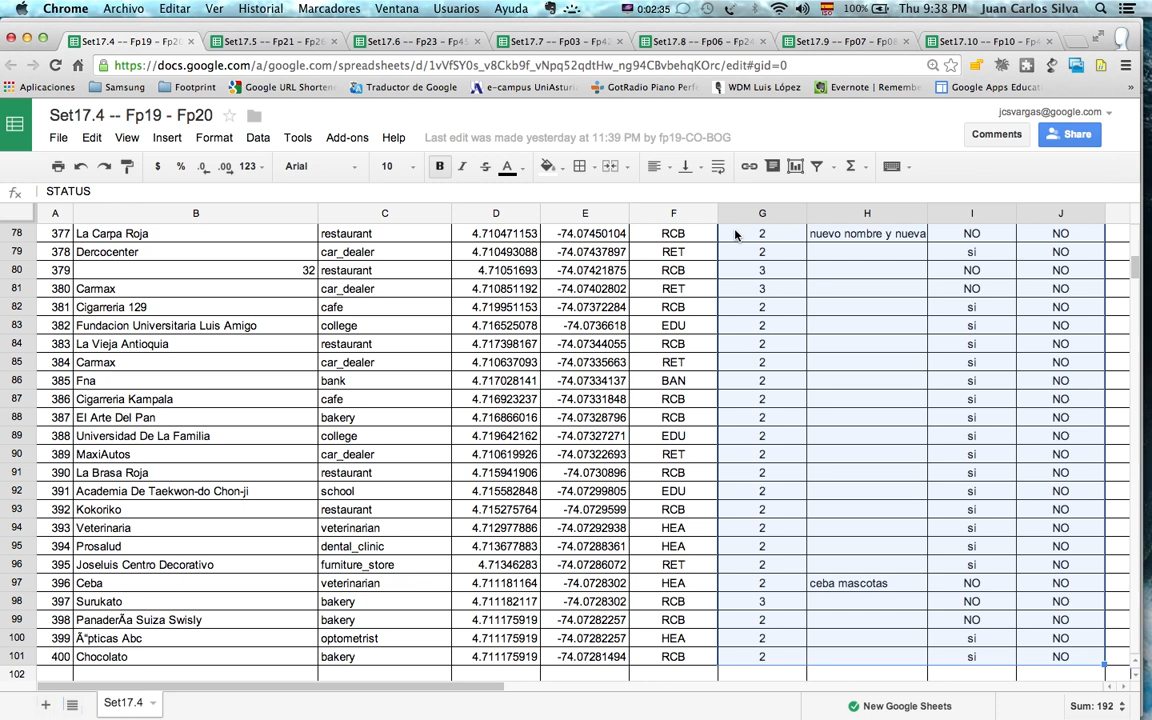 Chrome Archivo Editar Ver Historial Marcadores Ventana Usuarios Ayuda 00:02:35 100% Thu 9:38 PM Juan Carlos Silva
Set17.4 -- Fp19 - Fp20 Set17.5 -- Fp21 - Fp2 Set17.6 -- Fp23 - Fp4 Set17.7 -- Fp03 - Fp4 Set17.8 -- Fp06 - Fp24 Set17.9 -- Fp07 - Fp0 Set17.10 -- Fp10 - Fp4
https://docs.google.com/a/google.com/spreadsheets/d/1vVfSY0s_v8Ckb9f_vNpq52qdtHw_ng94CBvbehqKOrc/edit#gid=0
Aplicaciones Samsung Footprint Google URL Shortene Traductor de Google e-campus UniAsturi GotRadio Piano Perf WDM Luis López Evernote | Rememb Google Apps Educat »
Set17.4 -- Fp19 - Fp20
jcsvargas@google.com
File Edit View Insert Format Data Tools Add-ons Help Last edit was made yesterday at 11:39 PM by fp19-CO-BOG
Comments Share
$ % .0 .00 123 Arial 10 B I S A Σ
fx STATUS
A B C D E F G H I J
78 377 La Carpa Roja restaurant 4.710471153 -74.07450104 RCB 2 nuevo nombre y nueva NO NO
79 378 Dercocenter car_dealer 4.710493088 -74.07437897 RET 2 si NO
80 379 32 restaurant 4.71051693 -74.07421875 RCB 3 NO NO
81 380 Carmax car_dealer 4.710851192 -74.07402802 RET 3 NO NO
82 381 Cigarreria 129 cafe 4.719951153 -74.07372284 RCB 2 si NO
83 382 Fundacion Universitaria Luis Amigo college 4.716525078 -74.0736618 EDU 2 si NO
84 383 La Vieja Antioquia restaurant 4.717398167 -74.07344055 RCB 2 si NO
85 384 Carmax car_dealer 4.710637093 -74.07335663 RET 2 si NO
86 385 Fna bank 4.717028141 -74.07334137 BAN 2 si NO
87 386 Cigarreria Kampala cafe 4.716923237 -74.07331848 RCB 2 si NO
88 387 El Arte Del Pan bakery 4.716866016 -74.07328796 RCB 2 si NO
89 388 Universidad De La Familia college 4.719642162 -74.07327271 EDU 2 si NO
90 389 MaxiAutos car_dealer 4.710619926 -74.07322693 RET 2 si NO
91 390 La Brasa Roja restaurant 4.715941906 -74.0730896 RCB 2 si NO
92 391 Academia De Taekwon-do Chon-ji school 4.715582848 -74.07299805 EDU 2 si NO
93 392 Kokoriko restaurant 4.715275764 -74.0729599 RCB 2 si NO
94 393 Veterinaria veterinarian 4.712977886 -74.07292938 HEA 2 si NO
95 394 Prosalud dental_clinic 4.713677883 -74.07288361 HEA 2 si NO
96 395 Joseluis Centro Decorativo furniture_store 4.71346283 -74.07286072 RET 2 si NO
97 396 Ceba veterinarian 4.711181164 -74.0728302 HEA 2 ceba mascotas NO NO
98 397 Surukato bakery 4.711182117 -74.0728302 RCB 3 NO NO
99 398 PanaderÃa Suiza Swisly bakery 4.711175919 -74.07282257 RCB 2 NO NO
100 399 Ã"pticas Abc optometrist 4.711175919 -74.07282257 HEA 2 si NO
101 400 Chocolato bakery 4.711175919 -74.07281494 RCB 2 si NO
102
Set17.4 New Google Sheets Sum: 192